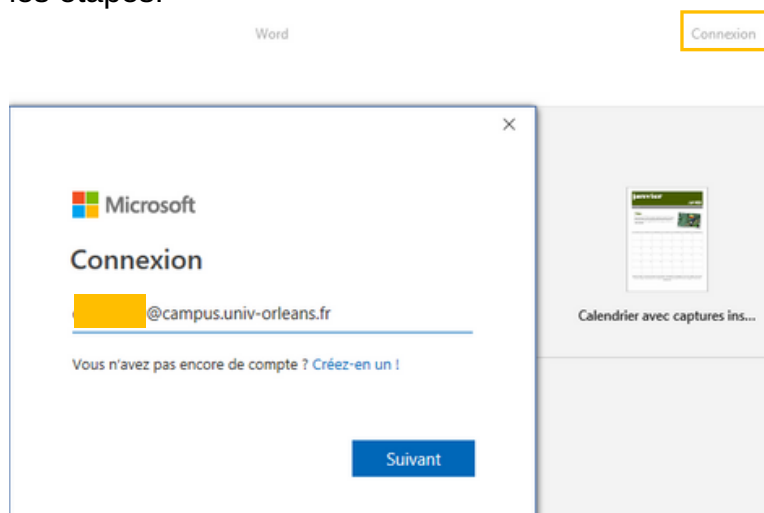 les étapes.
Word
Connexion
Microsoft
Connexion
@campus.univ-orleans.fr
Vous n'avez pas encore de compte ? Créez-en un !
Suivant
janvier
Calendrier avec captures ins...